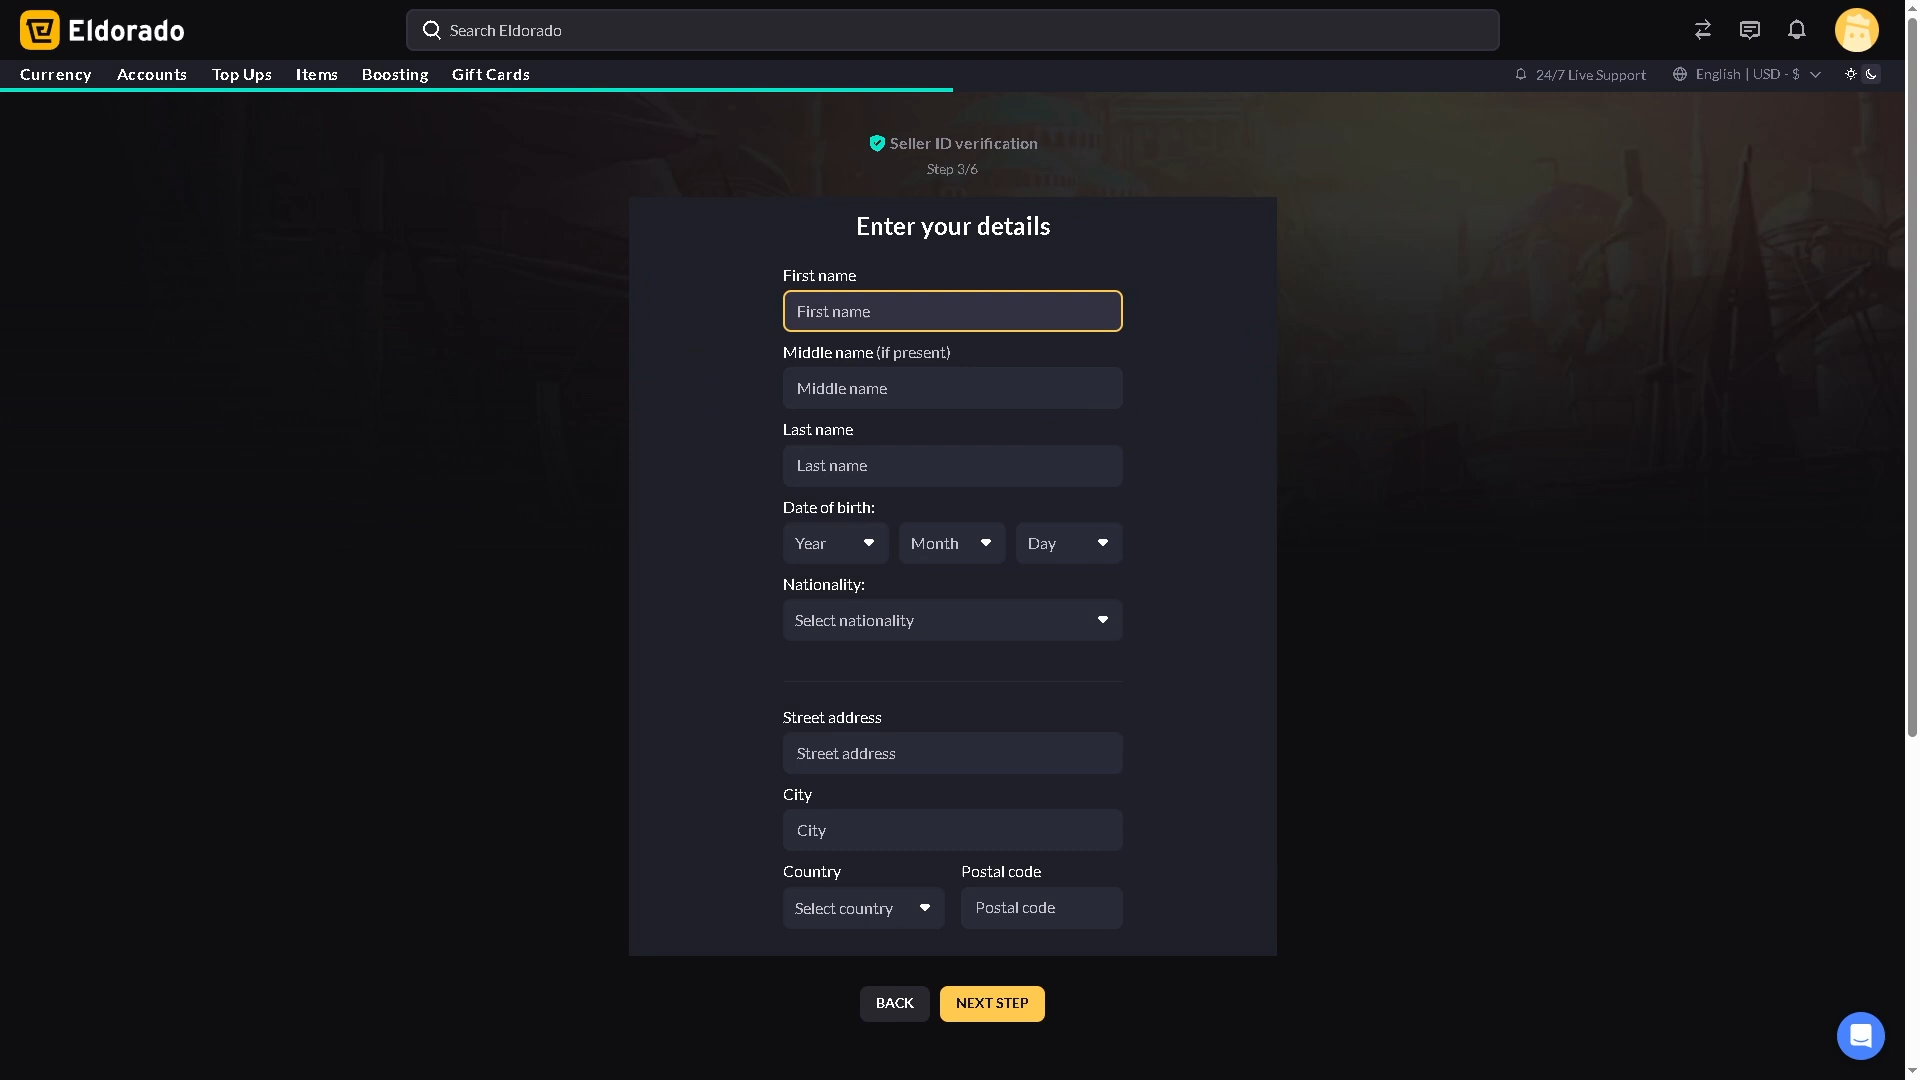 Eldorado
Search Eldorado
Currency
Accounts
Top Ups
Items
Boosting
Gift Cards
24/7 Live Support
English | USD - $
Seller ID verification
Step 3/6
Enter your details
First name
First name
Middle name (if present)
Middle name
Last name
Last name
Date of birth:
Year
Month
Day
Nationality:
Select nationality
Street address
Street address
City
City
Country
Postal code
Select country
Postal code
BACK
NEXT STEP